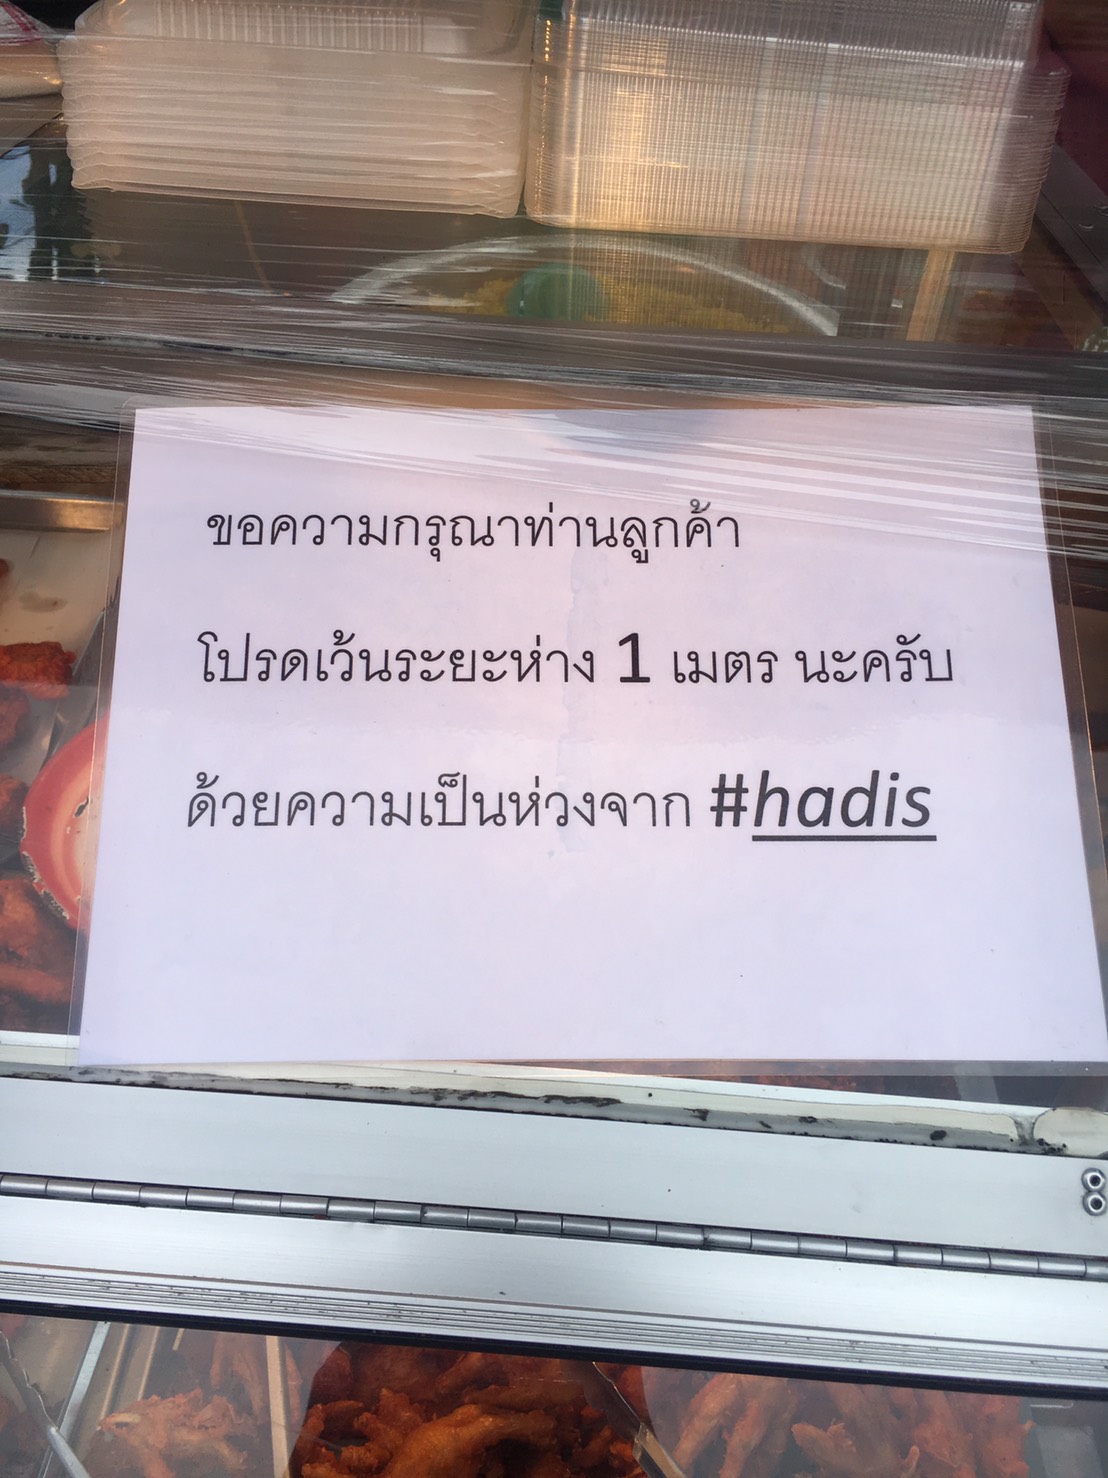 ขอความกรุณาท่านลูกค้า
โปรดเว้นระยะห่าง 1 เมตร นะครับ
ด้วยความเป็นห่วงจาก #hadis